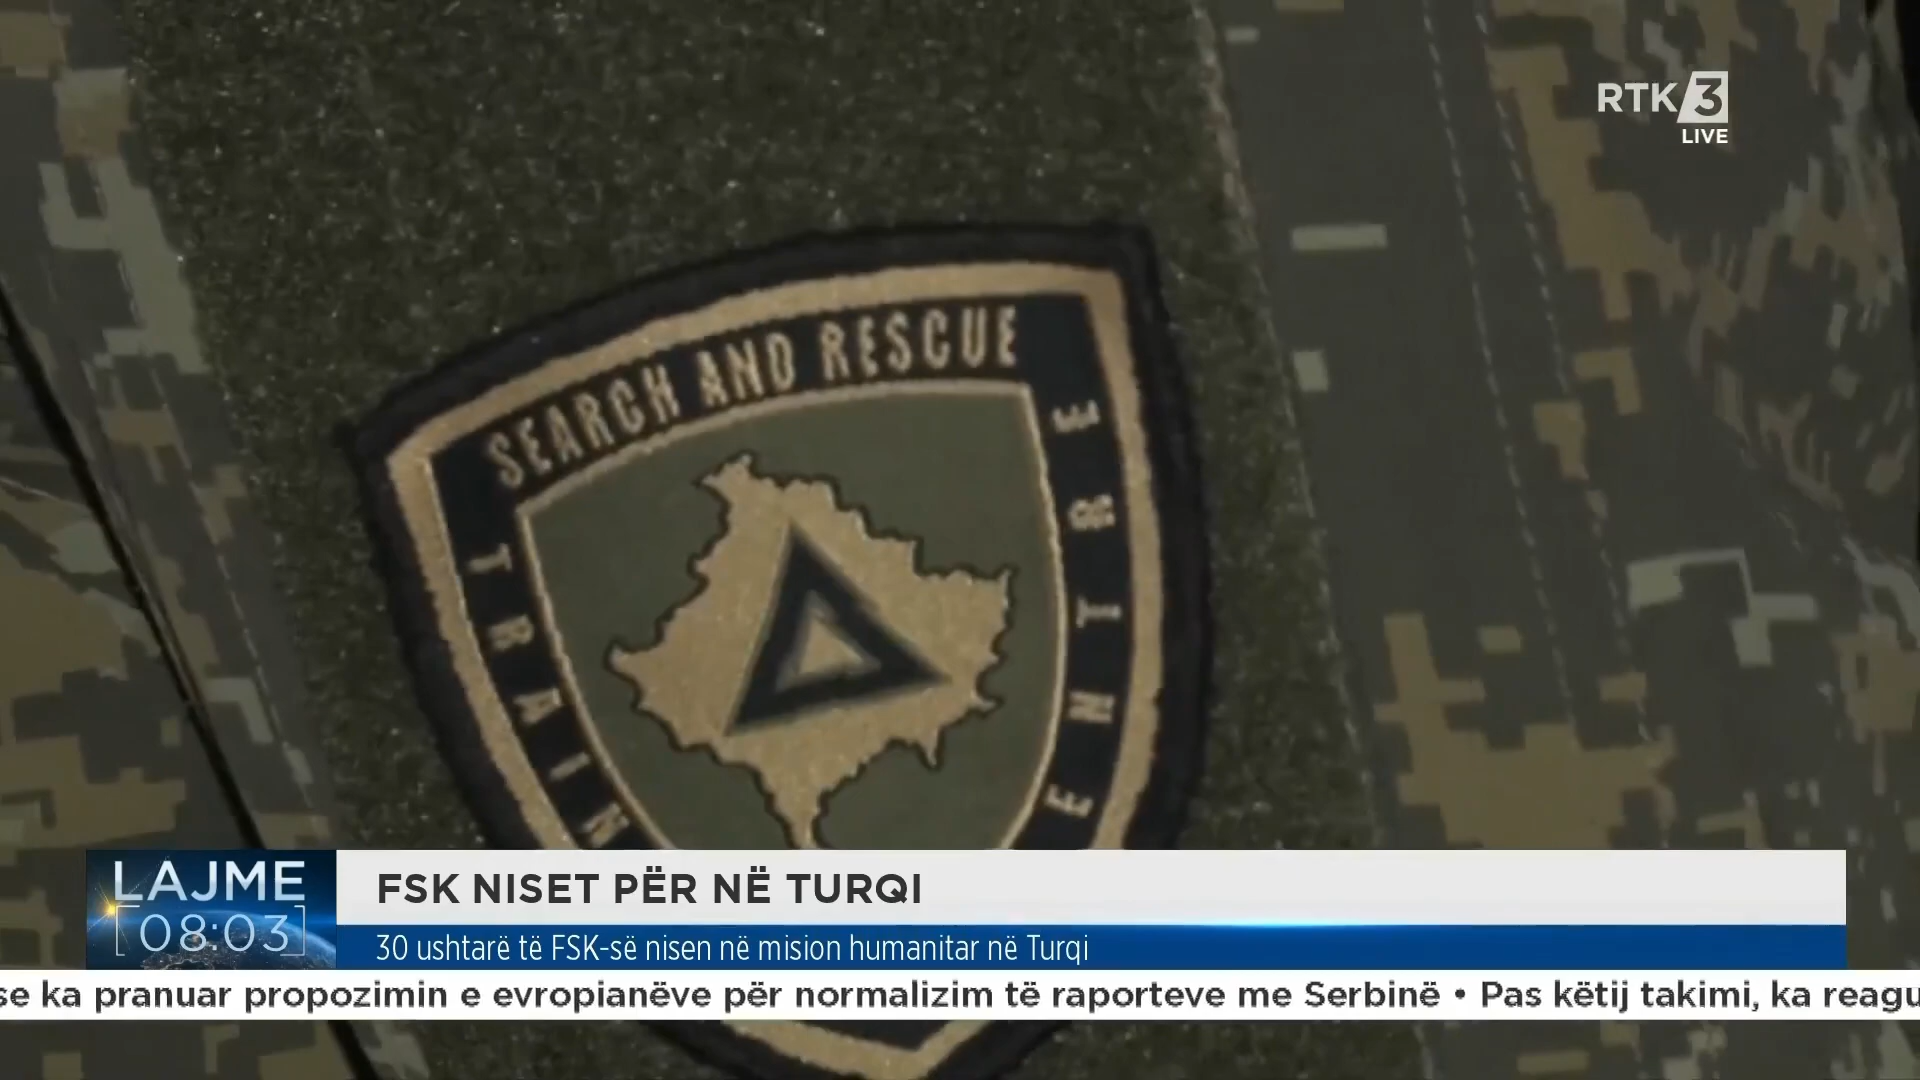 RTK 3
LIVE
SEARCH AND RESCUE
TRAIN
LAJME
08:03
FSK NISET PËR NË TURQI
30 ushtarë të FSK-së nisen në mision humanitar në Turqi
se ka pranuar propozimin e evropianëve për normalizim të raporteve me Serbinë • Pas këtij takimi, ka reagu